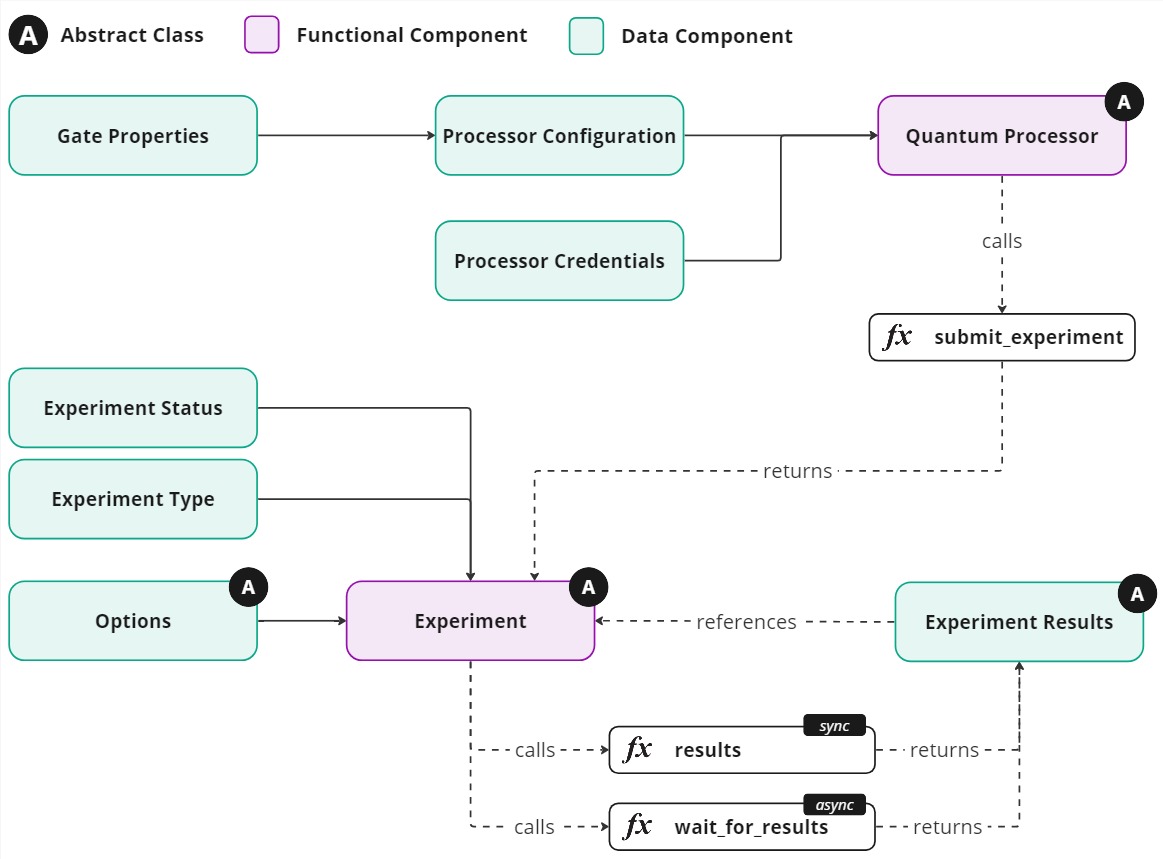 A Abstract Class Functional Component Data Component
A
Gate Properties Processor Configuration Quantum Processor
calls
Processor Credentials
fx submit_experiment
Experiment Status
returns
Experiment Type
A A A
Options Experiment references Experiment Results
sync
calls fx results returns
async
calls fx wait_for_results returns